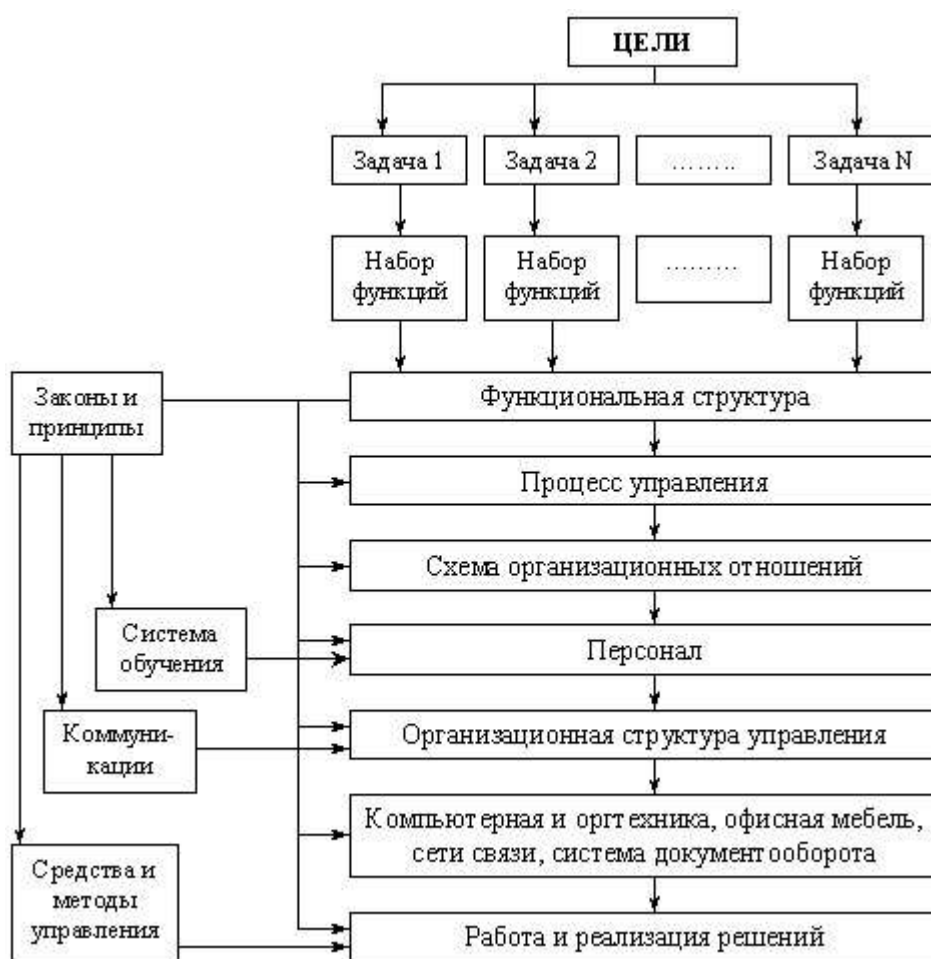 ЦЕЛИ
Задача 1
Задача 2
……..
Задача N
Набор
функций
Набор
функций
………
Набор
функций
Законы и
принципы
Функциональная структура
Процесс управления
Схема организационных отношений
Система
обучения
Персонал
Коммуни-
кации
Организационная структура управления
Компьютерная и оргтехника, офисная мебель,
сети связи, система документооборота
Средства и
методы
управления
Работа и реализация решений